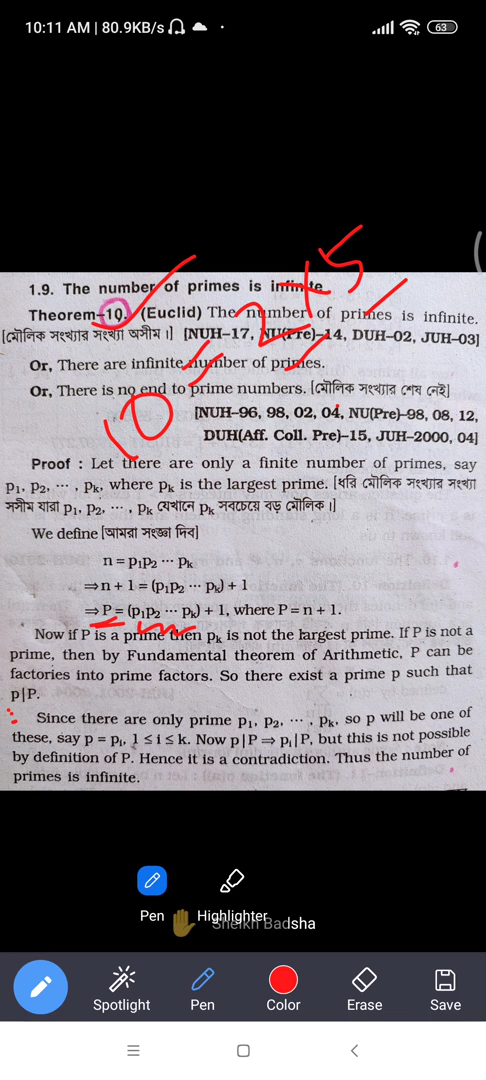 10:11 AM | 80.9KB/s
63
1.9. The number of primes is infinite.
Theorem–10. (Euclid) The number of primes is infinite.
[মৌলিক সংখ্যার সংখ্যা অসীম।] [NUH–17, NU(Pre)–14, DUH–02, JUH–03]
Or, There are infinite number of primes.
Or, There is no end to prime numbers. [মৌলিক সংখ্যার শেষ নেই]
[NUH–96, 98, 02, 04, NU(Pre)–98, 08, 12,
DUH(Aff. Coll. Pre)–15, JUH–2000, 04]
10 = 2 × 5
Proof : Let there are only a finite number of primes, say
p₁, p₂, ···, pₖ, where pₖ is the largest prime. [ধরি মৌলিক সংখ্যার সংখ্যা
সসীম যারা p₁, p₂, ···, pₖ যেখানে pₖ সবচেয়ে বড় মৌলিক।]
We define [আমরা সংজ্ঞা দিব]
n = p₁p₂ ··· pₖ
⇒ n + 1 = (p₁p₂ ··· pₖ) + 1
⇒ P = (p₁p₂ ··· pₖ) + 1, where P = n + 1.
Now if P is a prime then pₖ is not the largest prime. If P is not a
prime, then by Fundamental theorem of Arithmetic, P can be
factories into prime factors. So there exist a prime p such that
p|P.
Since there are only prime p₁, p₂, ···, pₖ, so p will be one of
these, say p = pᵢ, 1 ≤ i ≤ k. Now p|P ⇒ pᵢ|P, but this is not possible
by definition of P. Hence it is a contradiction. Thus the number of
primes is infinite.
Pen Highlighter
Sheikh Badsha
Spotlight Pen Color Erase Save